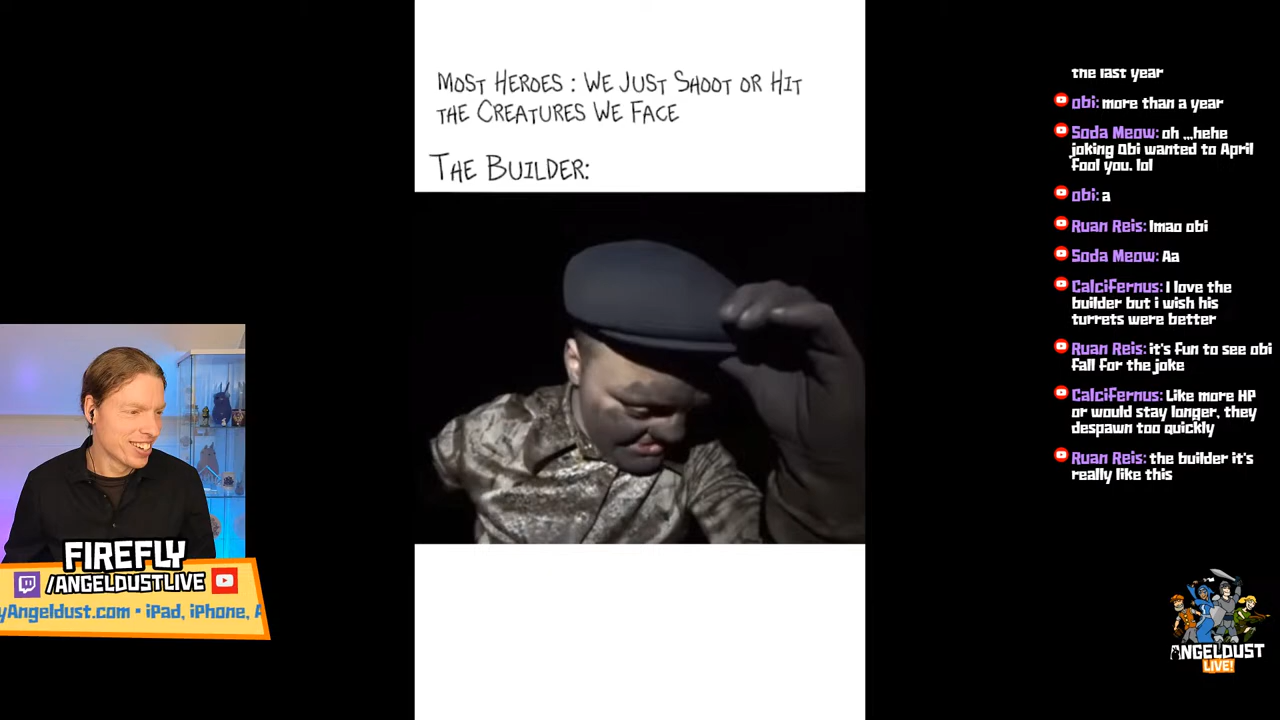 MOST HEROES : WE JUST SHOOT OR HIT
THE CREATURES WE FACE
THE BUILDER:
the last year
obi: more than a year
Soda Meow: oh ,,,hehe
joking Obi wanted to April
fool you. lol
obi: a
Ruan Reis: lmao obi
Soda Meow: Aa
Calcifernus: I love the
builder but i wish his
turrets were better
Ruan Reis: it's fun to see obi
fall for the joke
Calcifernus: Like more HP
or would stay longer, they
despawn too quickly
Ruan Reis: the builder it's
really like this
FIREFLY
/ANGELDUSTLIVE
yAngeldust.com • iPad, iPhone, A
ANGELDUST
LIVE!